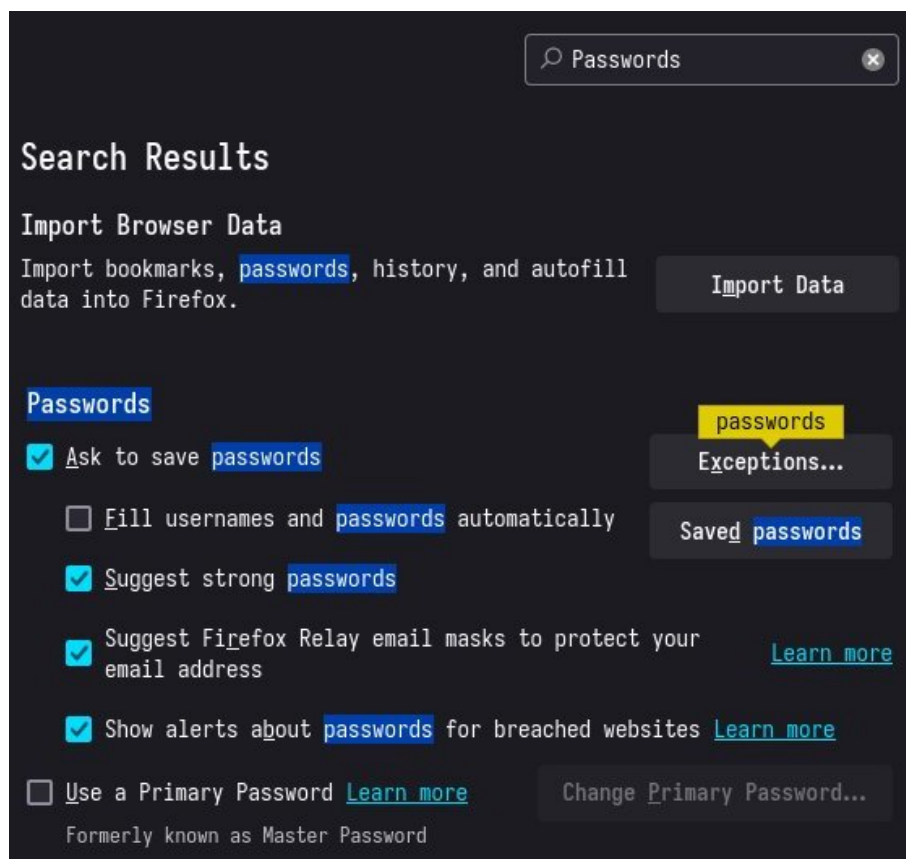 Passwords
Search Results
Import Browser Data
Import bookmarks, passwords, history, and autofill
data into Firefox.
Import Data
Passwords
passwords
Ask to save passwords
Exceptions...
Fill usernames and passwords automatically
Saved passwords
Suggest strong passwords
Suggest Firefox Relay email masks to protect your
email address
Learn more
Show alerts about passwords for breached websites Learn more
Use a Primary Password Learn more
Change Primary Password...
Formerly known as Master Password